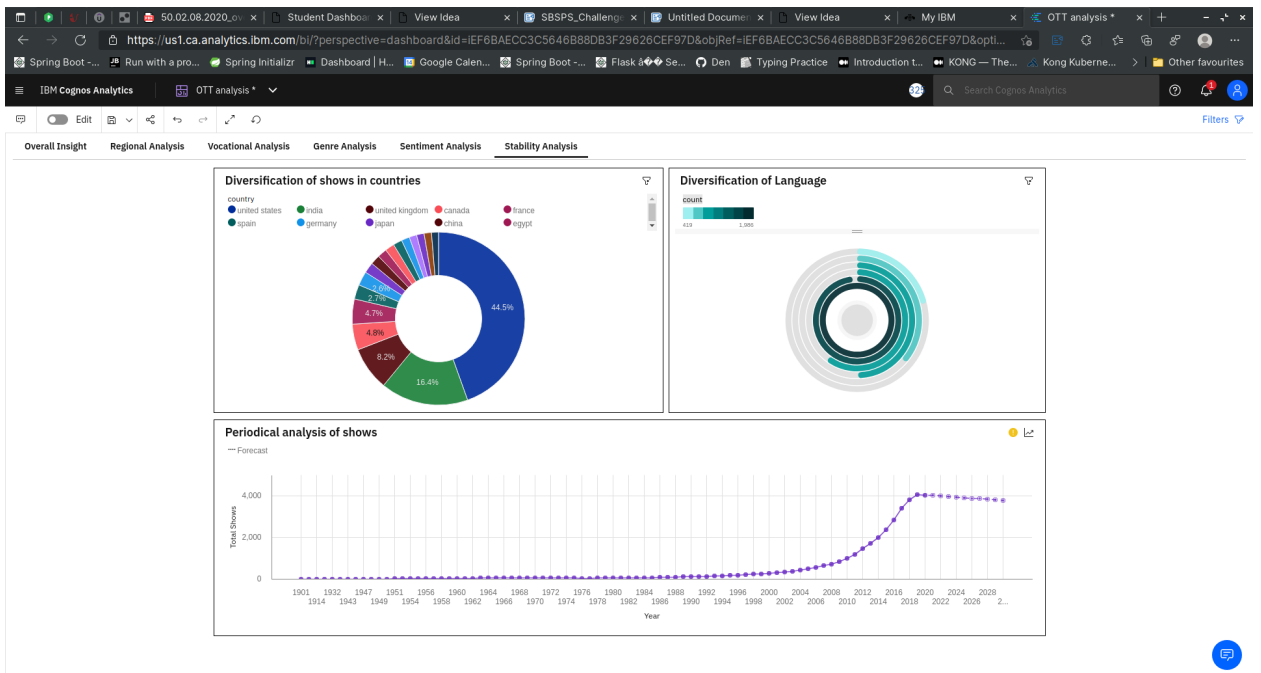 50.02.08.2020_ov
Student Dashboar
View Idea
SBSPS_Challenge
Untitled Documen
View Idea
My IBM
OTT analysis *
https://us1.ca.analytics.ibm.com/bi/?perspective=dashboard&id=iEF6BAECC3C5646B88DB3F29626CEF97D&objRef=iEF6BAECC3C5646B88DB3F29626CEF97D&opti...
Spring Boot -...
Run with a pro...
Spring Initializr
Dashboard | H...
Google Calen...
Spring Boot -...
Flask â�� Se...
Den
Typing Practice
Introduction t...
KONG — The...
Kong Kuberne...
Other favourites
IBM Cognos Analytics
OTT analysis *
Search Cognos Analytics
1
Edit
Filters
Overall Insight
Regional Analysis
Vocational Analysis
Genre Analysis
Sentiment Analysis
Stability Analysis
Diversification of shows in countries
country
united states india united kingdom canada france
spain germany japan china egypt
44.5%
16.4%
8.2%
4.8%
4.7%
2.7%
2.6%
Diversification of Language
count
419 1,986
Periodical analysis of shows
Forecast
Total Shows
4,000
2,000
0
1901 1932 1947 1951 1956 1960 1964 1968 1972 1976 1980 1984 1988 1992 1996 2000 2004 2008 2012 2016 2020 2024 2028
1914 1943 1949 1954 1958 1962 1966 1970 1974 1978 1982 1986 1990 1994 1998 2002 2006 2010 2014 2018 2022 2026 2...
Year